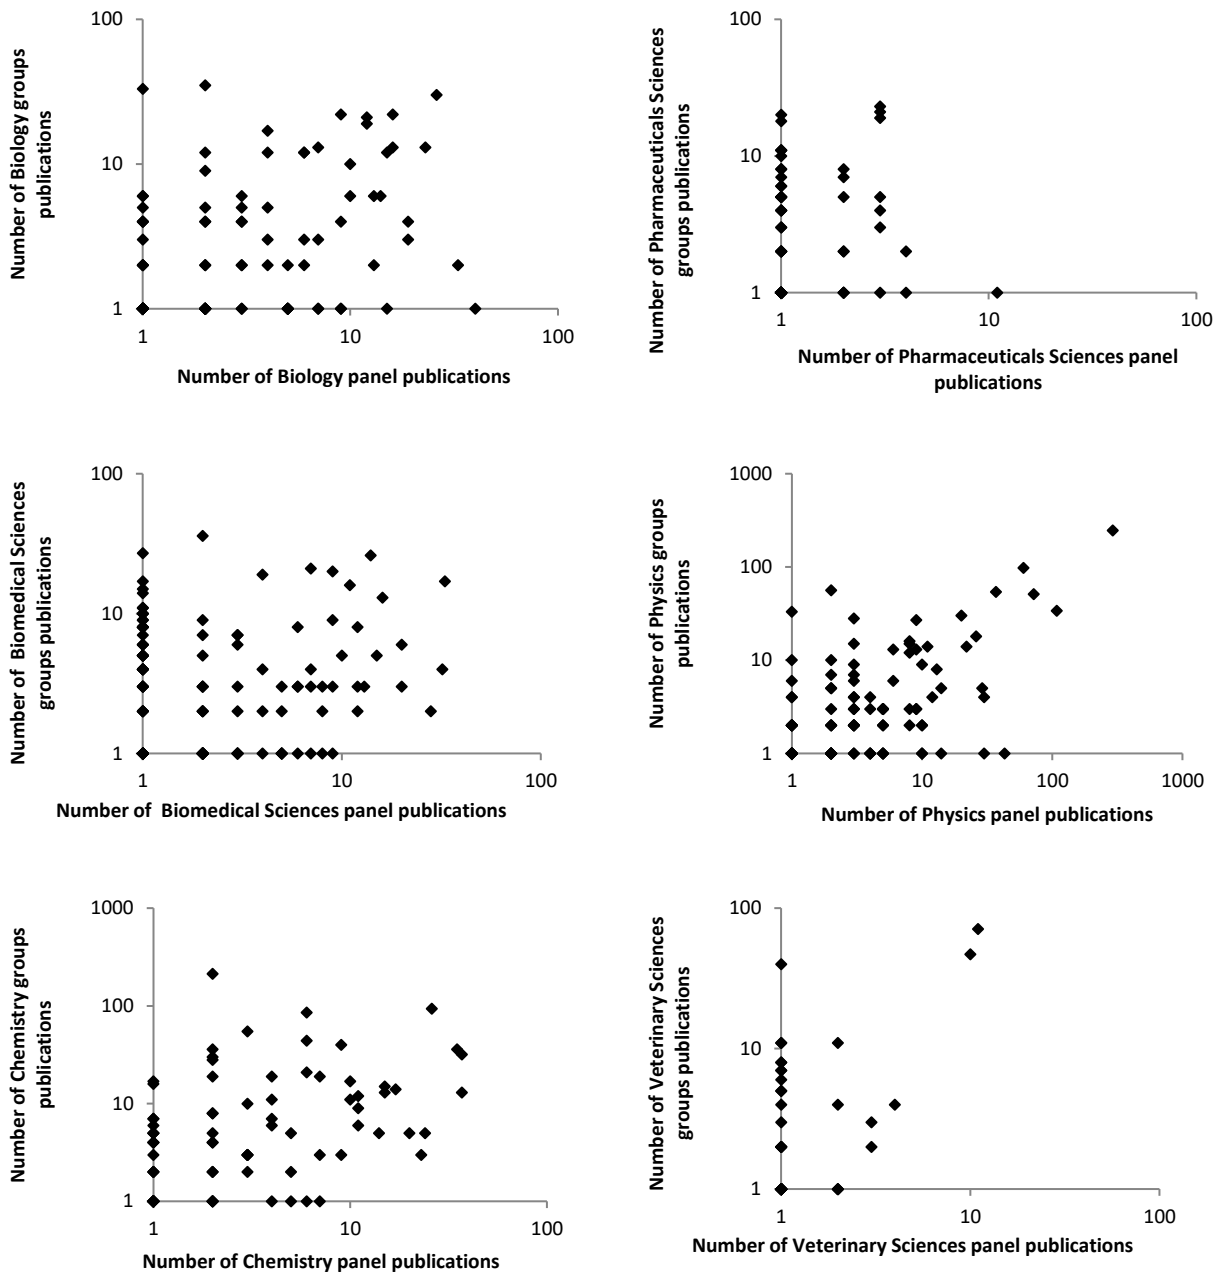 Number of Biology groups
publications
100
10
1
1
10
100
Number of Biology panel publications
Number of Pharmaceuticals Sciences
groups publications
100
10
1
1
10
100
Number of Pharmaceuticals Sciences panel
publications
Number of Biomedical Sciences
groups publications
100
10
1
1
10
100
Number of Biomedical Sciences panel publications
Number of Physics groups
publications
1000
100
10
1
1
10
100
1000
Number of Physics panel publications
Number of Chemistry groups
publications
1000
100
10
1
1
10
100
Number of Chemistry panel publications
Number of Veterinary Sciences
groups publications
100
10
1
1
10
100
Number of Veterinary Sciences panel publications